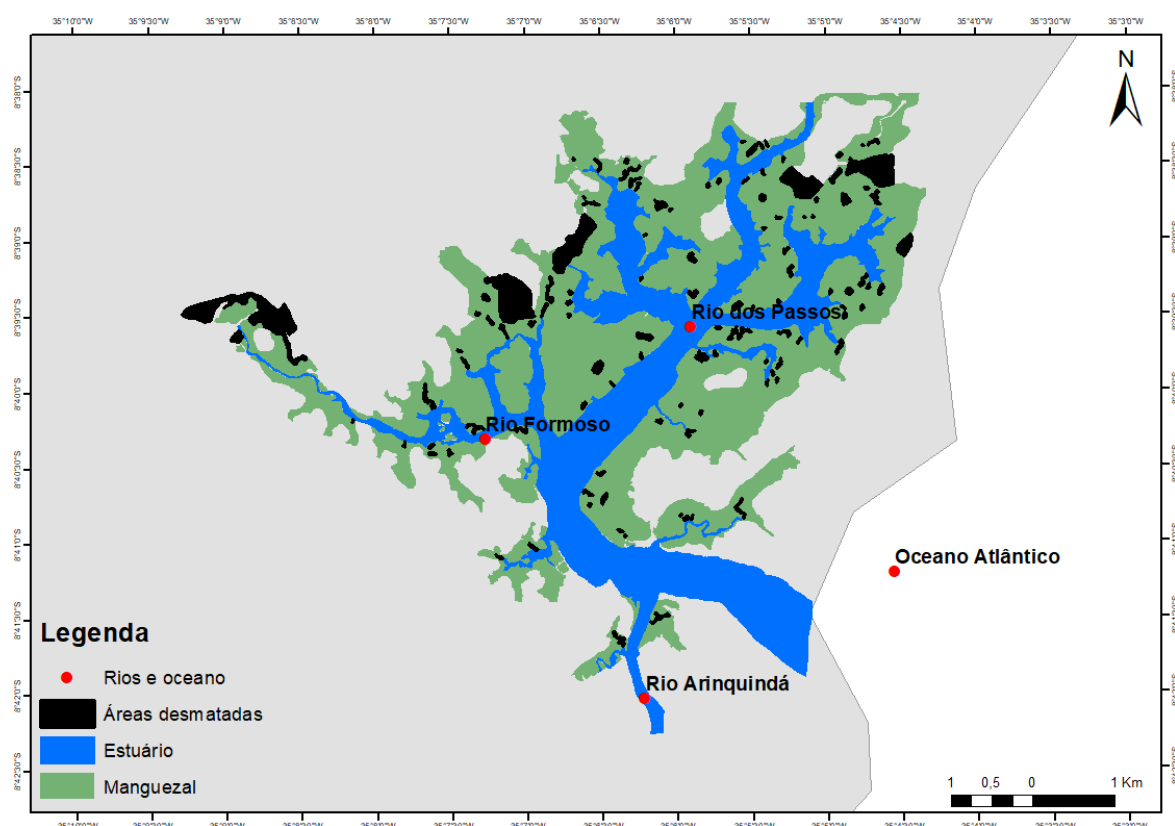 35°10'0"W 35°9'30"W 35°9'0"W 35°8'30"W 35°8'0"W 35°7'30"W 35°7'0"W 35°6'30"W 35°6'0"W 35°5'30"W 35°5'0"W 35°4'30"W 35°4'0"W 35°3'30"W 35°3'0"W
N
8°38'0"S
8°38'30"S
8°39'0"S
8°39'30"S
8°40'0"S
8°40'30"S
8°41'0"S
8°41'30"S
8°42'0"S
8°42'30"S
Rio dos Passos
Rio Formoso
Oceano Atlântico
Rio Arinquindá
Legenda
Rios e oceano
Áreas desmatadas
Estuário
Manguezal
1 0,5 0 1 Km